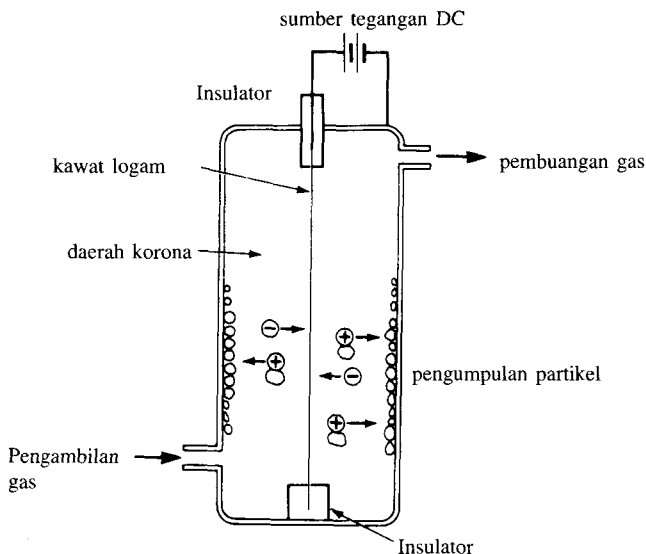 sumber tegangan DC
Insulator
kawat logam
pembuangan gas
daerah korona
pengumpulan partikel
Pengambilan
gas
Insulator